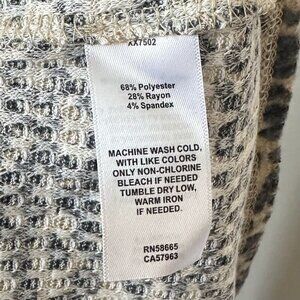 XX7502
68% Polyester
28% Rayon
4% Spandex
MACHINE WASH COLD,
WITH LIKE COLORS
ONLY NON-CHLORINE
BLEACH IF NEEDED
TUMBLE DRY LOW,
WARM IRON
IF NEEDED
RN58665
CA57963